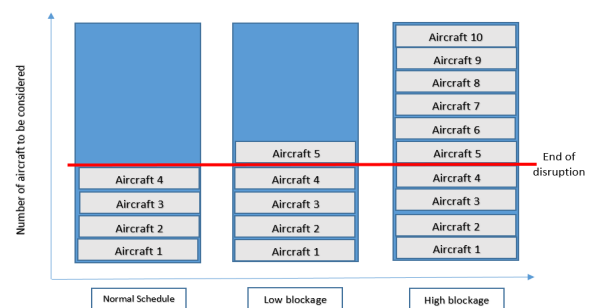 Number of aircraft to be considered
Aircraft 4
Aircraft 3
Aircraft 2
Aircraft 1
Normal Schedule
Aircraft 5
Aircraft 4
Aircraft 3
Aircraft 2
Aircraft 1
Low blockage
Aircraft 10
Aircraft 9
Aircraft 8
Aircraft 7
Aircraft 6
Aircraft 5
Aircraft 4
Aircraft 3
Aircraft 2
Aircraft 1
High blockage
End of
disruption